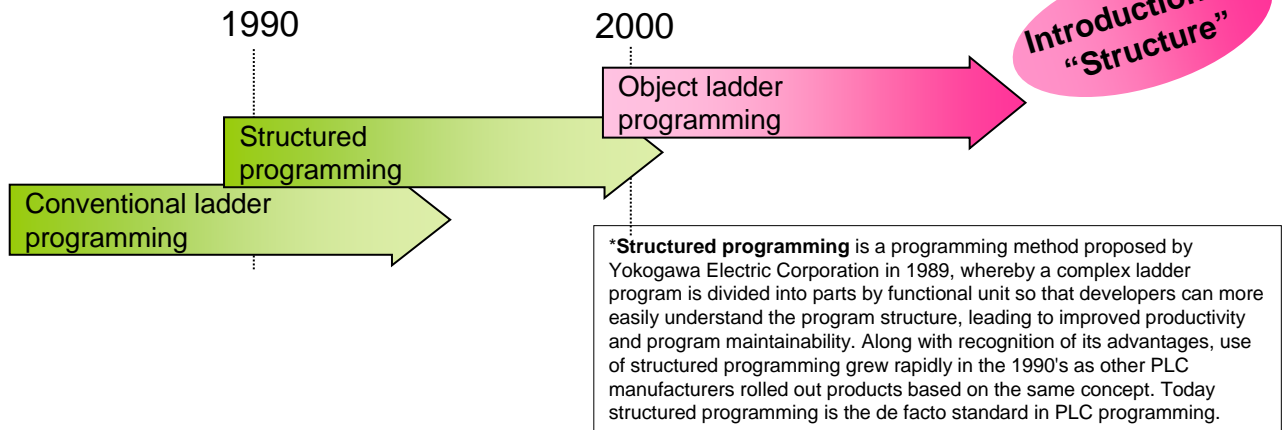 1990
2000
Introduction
“Structure”
Object ladder
programming
Structured
programming
Conventional ladder
programming
*Structured programming is a programming method proposed by
Yokogawa Electric Corporation in 1989, whereby a complex ladder
program is divided into parts by functional unit so that developers can more
easily understand the program structure, leading to improved productivity
and program maintainability. Along with recognition of its advantages, use
of structured programming grew rapidly in the 1990's as other PLC
manufacturers rolled out products based on the same concept. Today
structured programming is the de facto standard in PLC programming.